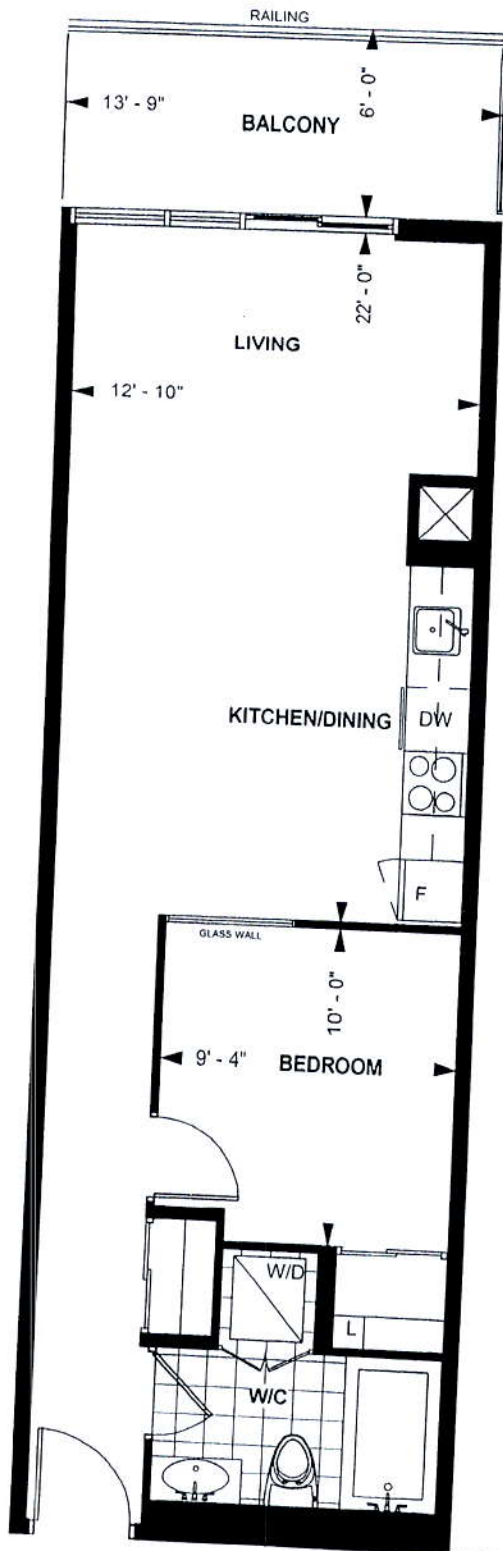 RAILING
13' - 9"
6' - 0"
BALCONY
22' - 0"
LIVING
12' - 10"
KITCHEN/DINING
DW
F
GLASS WALL
10' - 0"
9' - 4"
BEDROOM
W/D
L
W/C